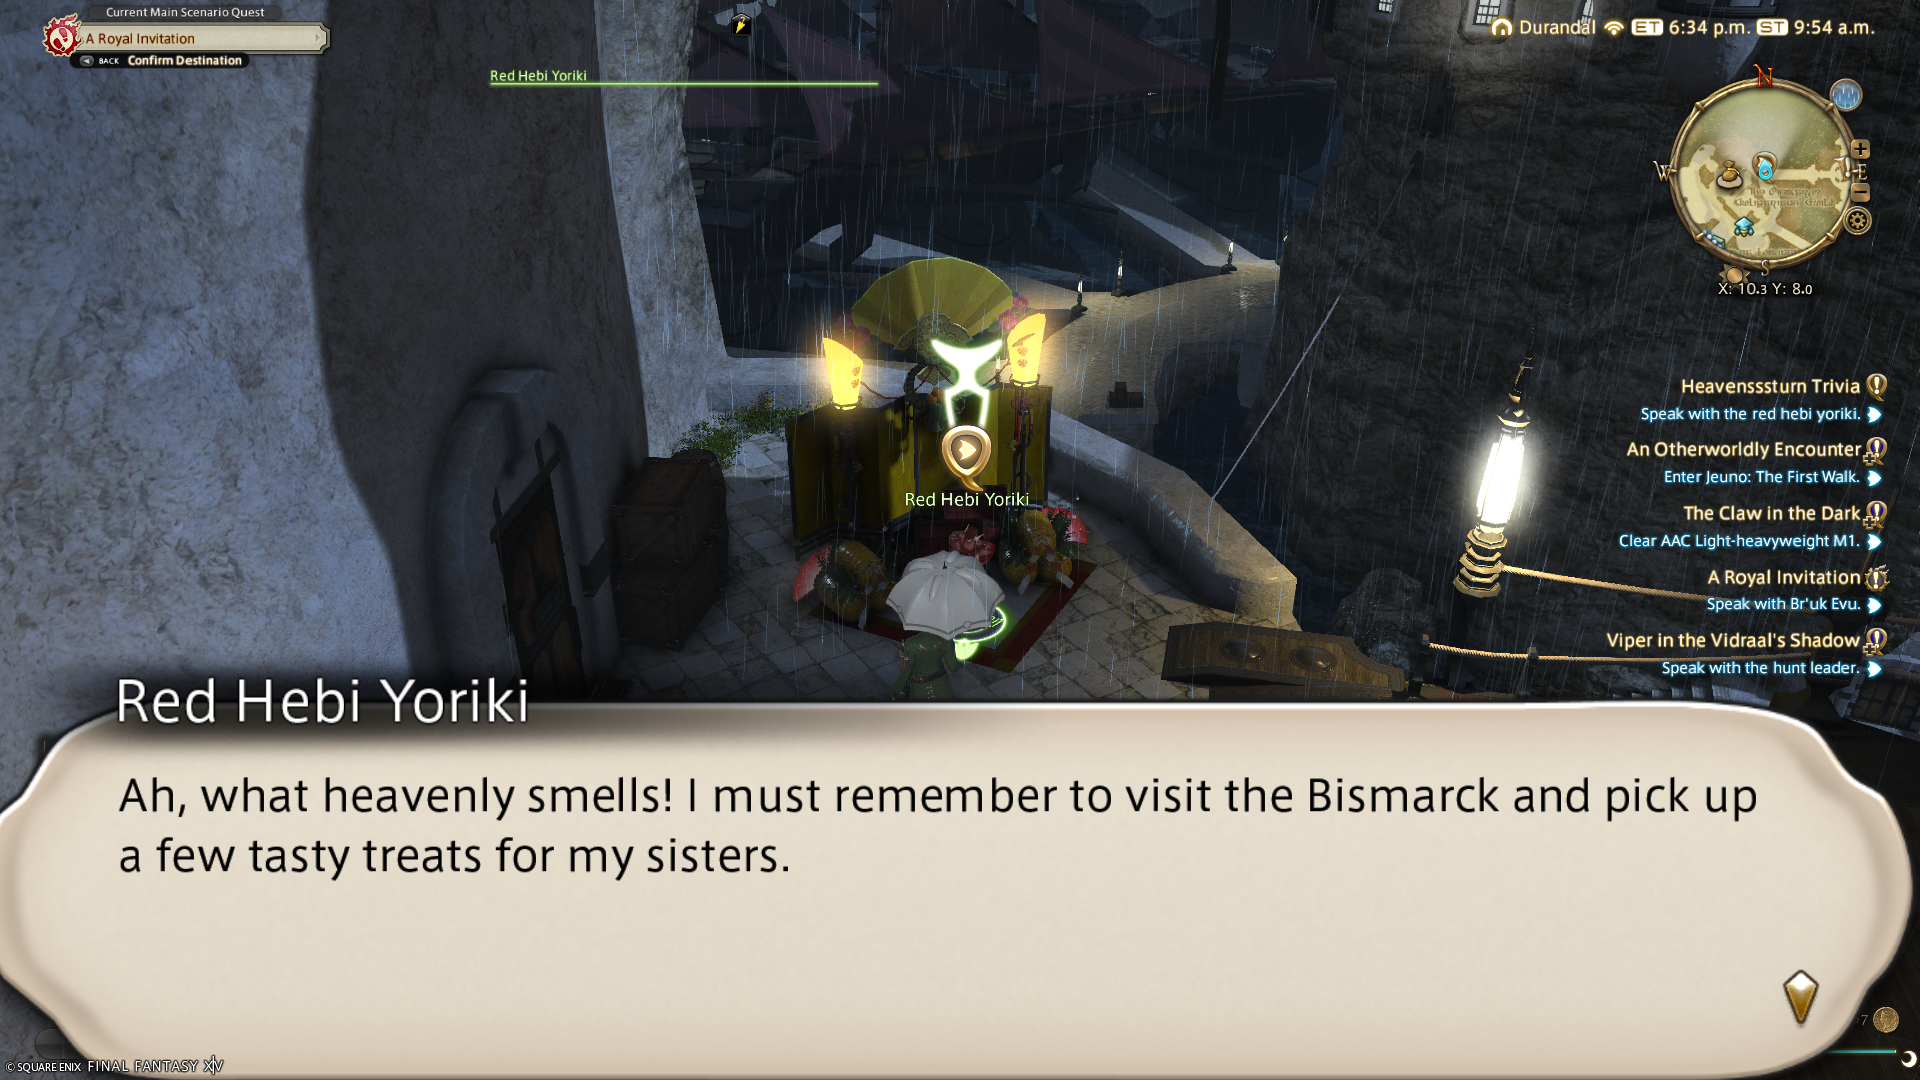 Current Main Scenario Quest
A Royal Invitation
BACK Confirm Destination
Red Hebi Yoriki
Durandal ET 6:34 p.m. ST 9:54 a.m.
N
W
E
S
X: 10.3 Y: 8.0
Heavensssturn Trivia
Speak with the red hebi yoriki.
An Otherworldly Encounter
Enter Jeuno: The First Walk.
The Claw in the Dark
Clear AAC Light-heavyweight M1.
A Royal Invitation
Speak with Br'uk Evu.
Viper in the Vidraal's Shadow
Speak with the hunt leader.
Red Hebi Yoriki
Red Hebi Yoriki
Ah, what heavenly smells! I must remember to visit the Bismarck and pick up
a few tasty treats for my sisters.
© SQUARE ENIX FINAL FANTASY XIV